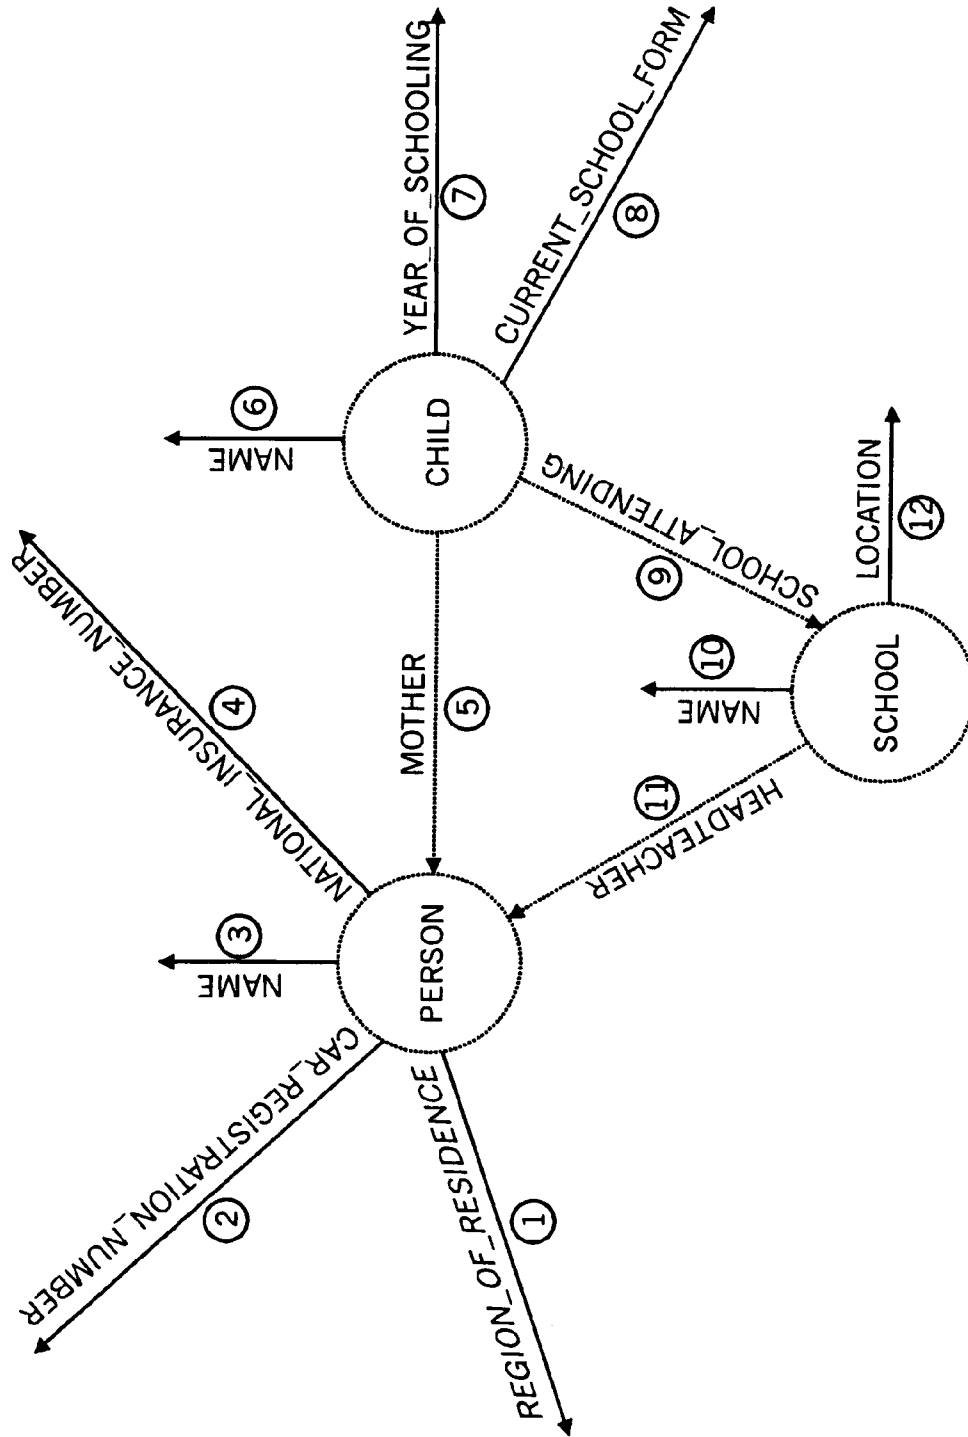 REGION_OF_RESIDENCE
1
CAR_REGISTRATION_NUMBER
2
NAME
3
NATIONAL_INSURANCE_NUMBER
4
PERSON
MOTHER
5
NAME
6
CHILD
YEAR_OF_SCHOOLING
7
CURRENT_SCHOOL_FORM
8
SCHOOL_ATTENDING
9
NAME
10
HEADTEACHER
11
SCHOOL
LOCATION
12